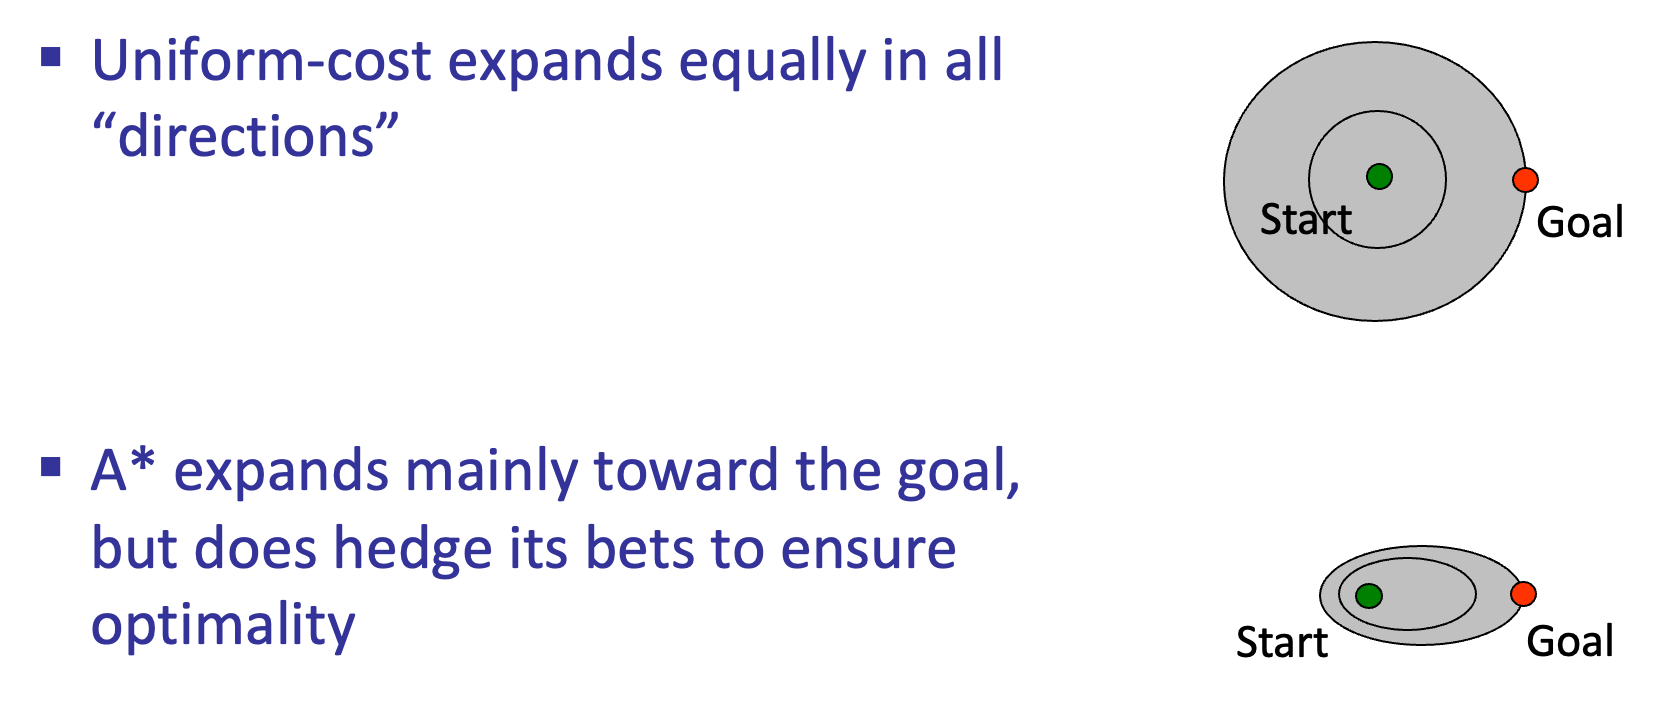 ▪ Uniform-cost expands equally in all
“directions”
Start
Goal
▪ A* expands mainly toward the goal,
but does hedge its bets to ensure
optimality
Start
Goal